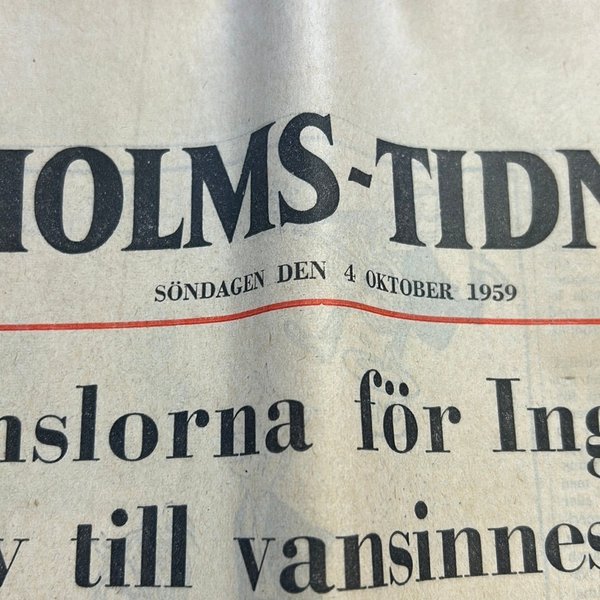 HOLMS-TIDN
SÖNDAGEN DEN 4 OKTOBER 1959
nslorna för Ing
v till vansinnes